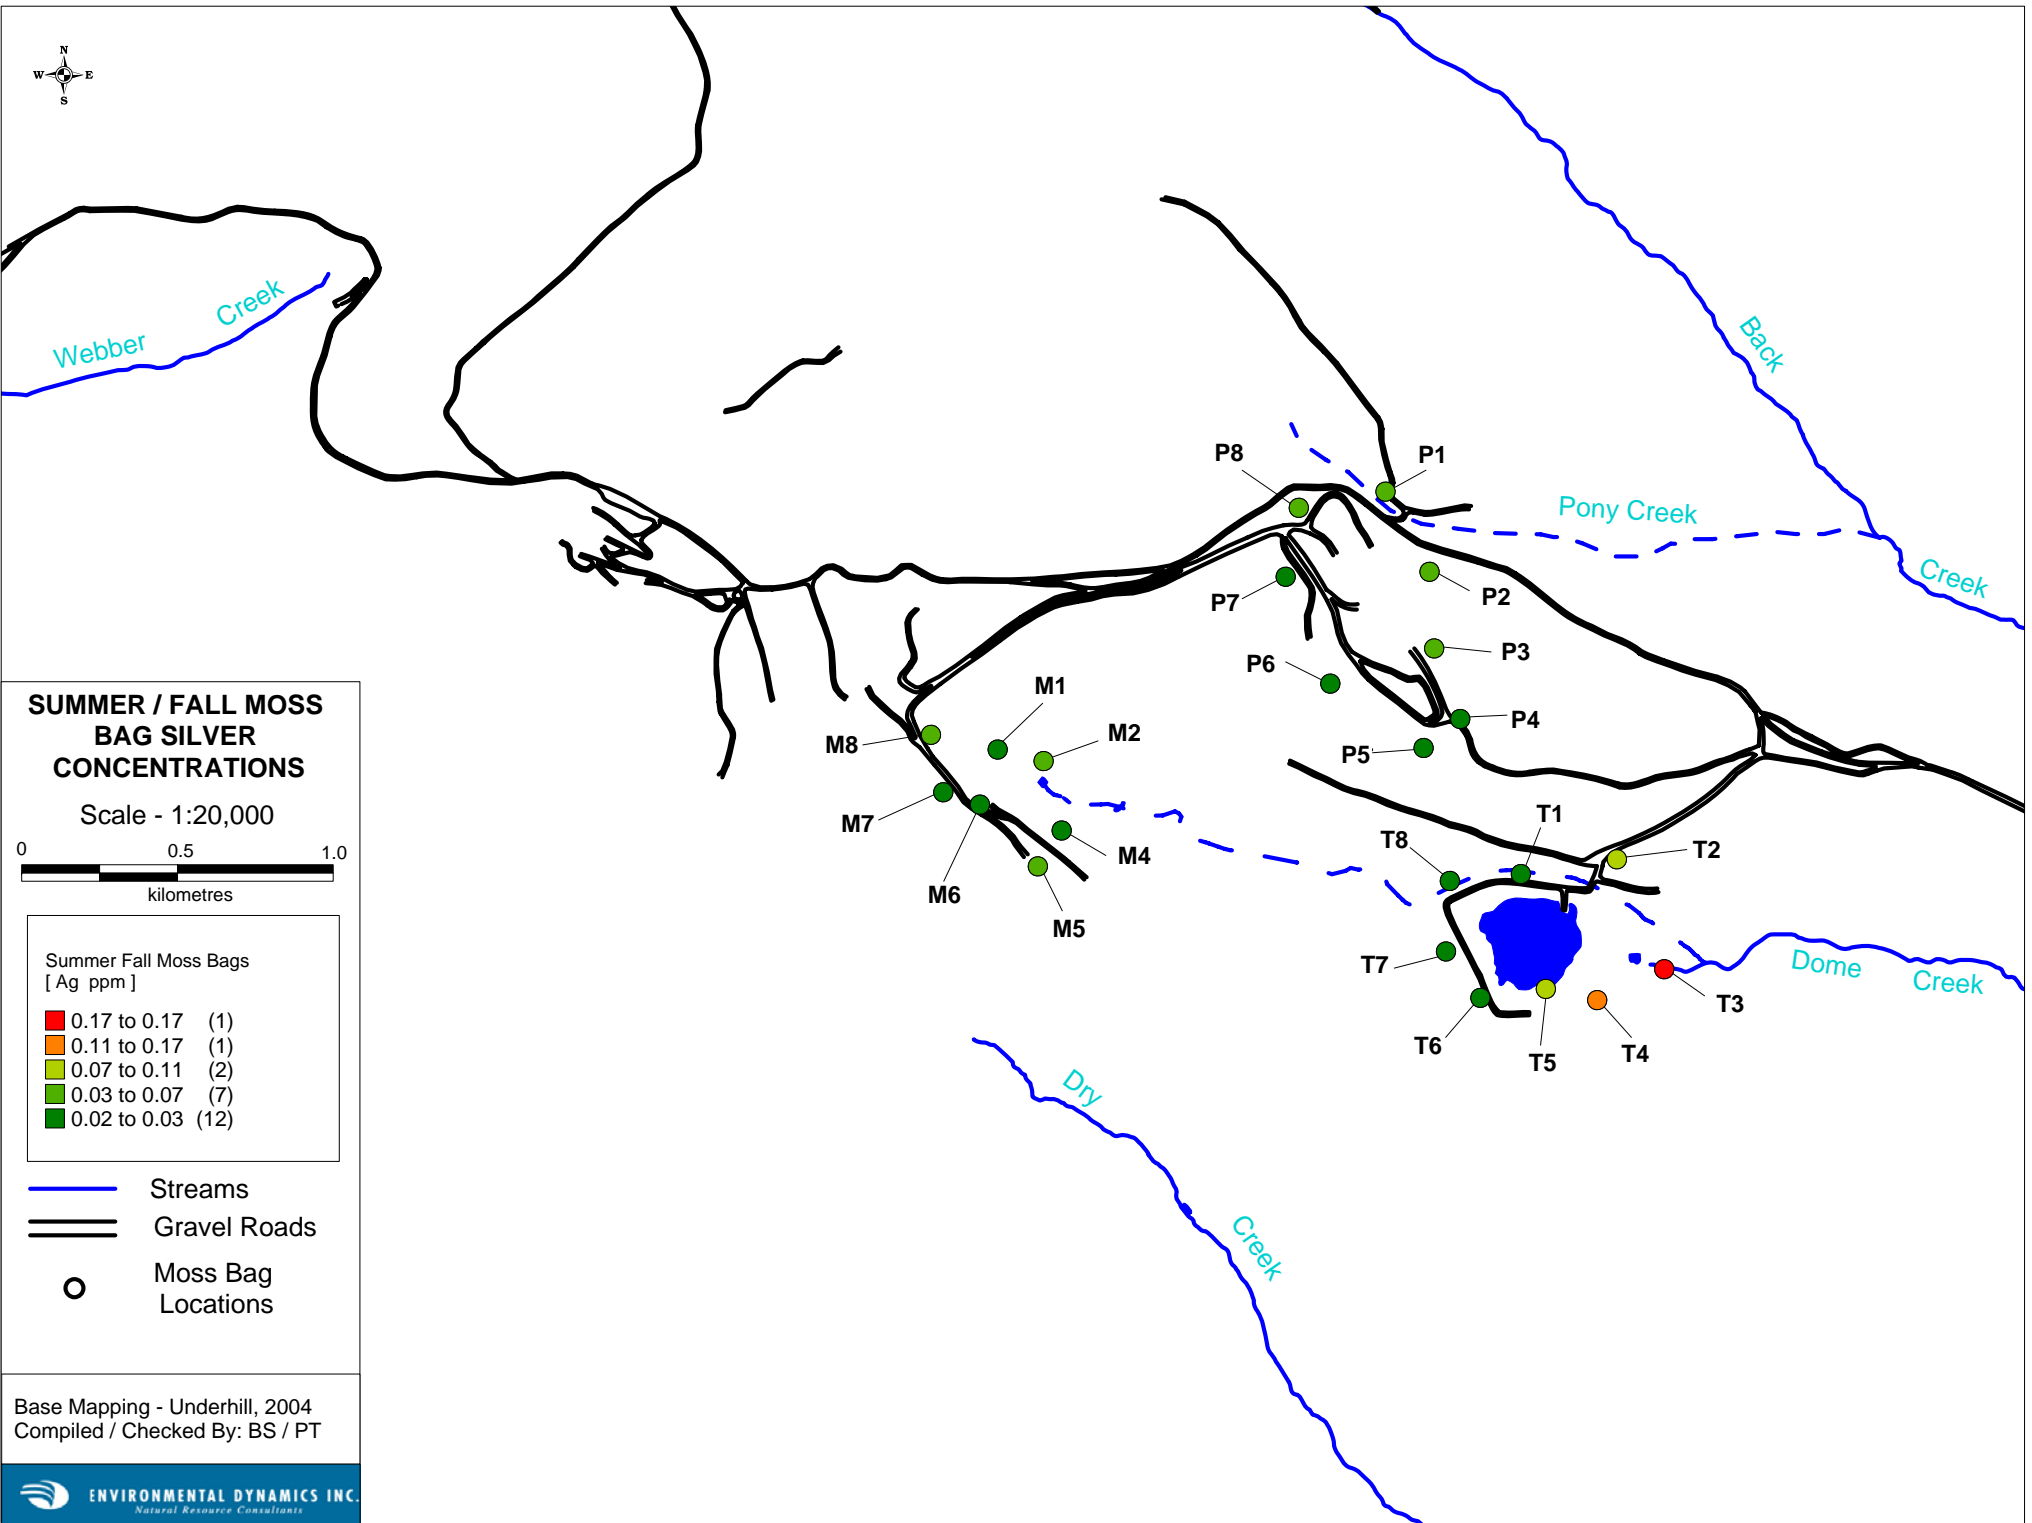 N
W E
S
Webber Creek
Back
Creek
Pony Creek
P8
P1
P7
P2
P6
P3
P4
P5
M1
M2
M8
M7
M4
M6
M5
T1
T2
T8
T7
T3
T6
T5
T4
Dome Creek
Dry
Creek
SUMMER / FALL MOSS
BAG SILVER
CONCENTRATIONS
Scale - 1:20,000
0 0.5 1.0
kilometres
Summer Fall Moss Bags
[ Ag ppm ]
0.17 to 0.17 (1)
0.11 to 0.17 (1)
0.07 to 0.11 (2)
0.03 to 0.07 (7)
0.02 to 0.03 (12)
Streams
Gravel Roads
Moss Bag
Locations
Base Mapping - Underhill, 2004
Compiled / Checked By: BS / PT
ENVIRONMENTAL DYNAMICS INC.
Natural Resource Consultants